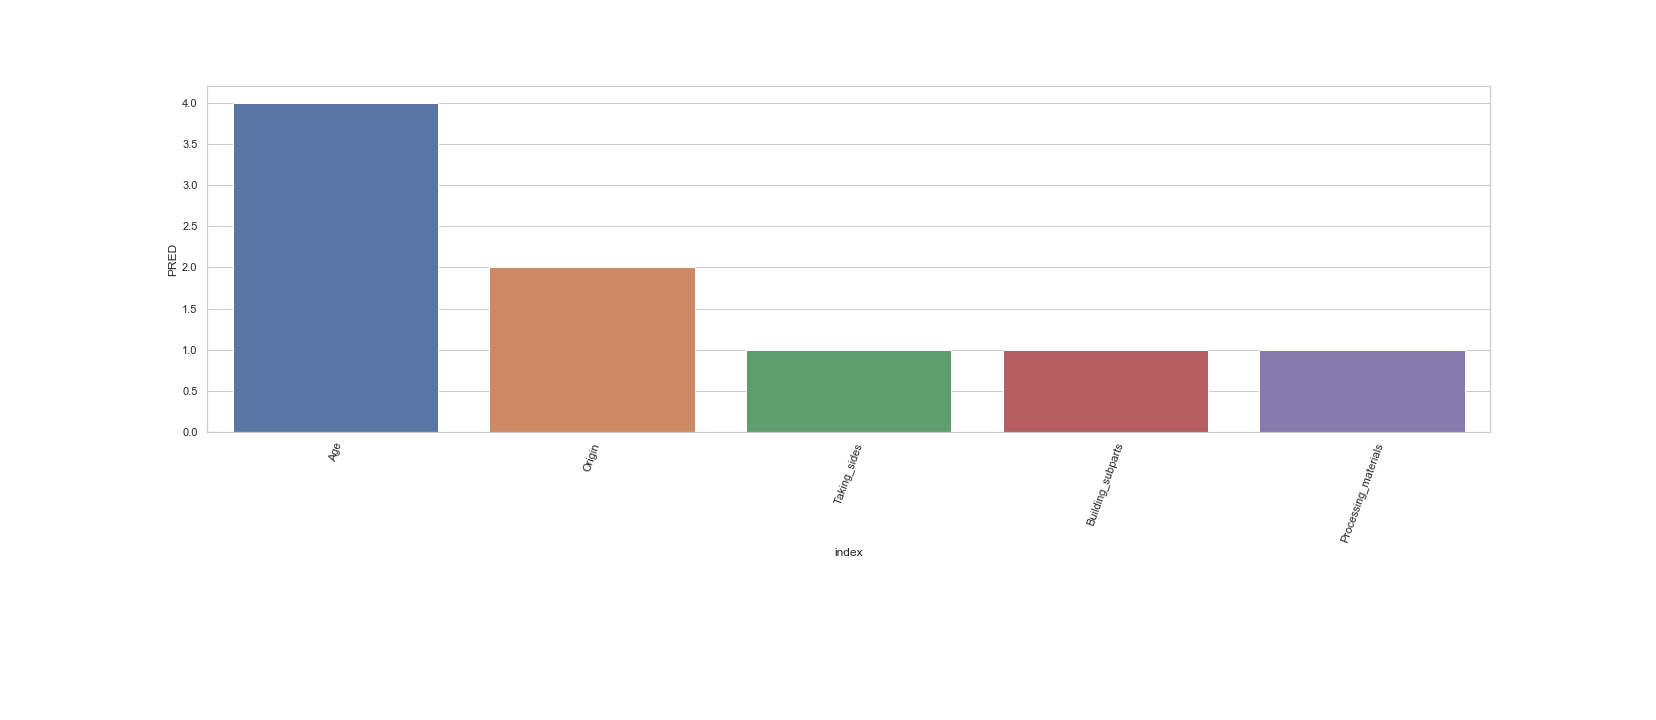 4.0
3.5
3.0
2.5
2.0
1.5
1.0
0.5
0.0
PRED
Age
Origin
Taking_sides
Building_subparts
Processing_materials
index